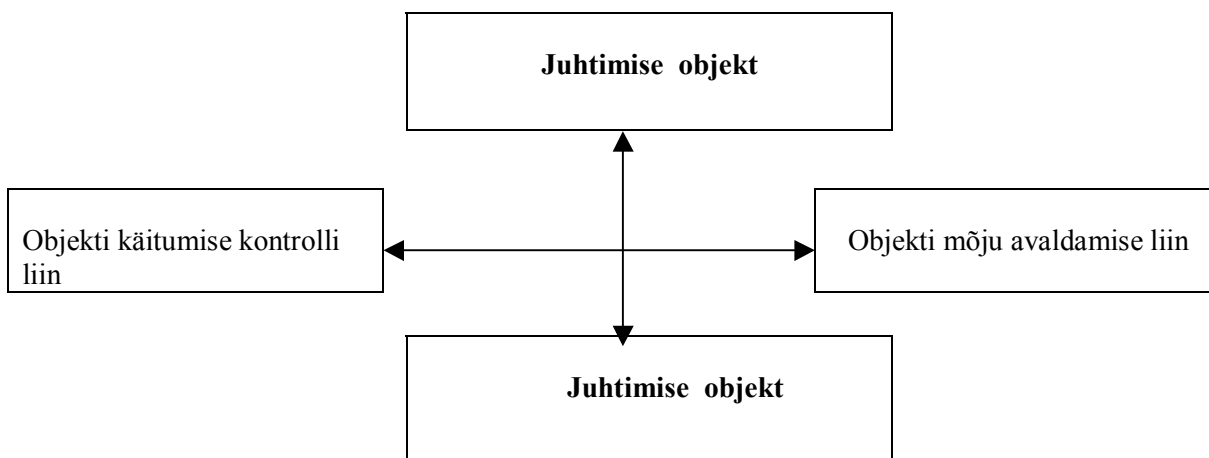 Juhtimise objekt
Objekti käitumise kontrolli
liin
Objekti mõju avaldamise liin
Juhtimise objekt